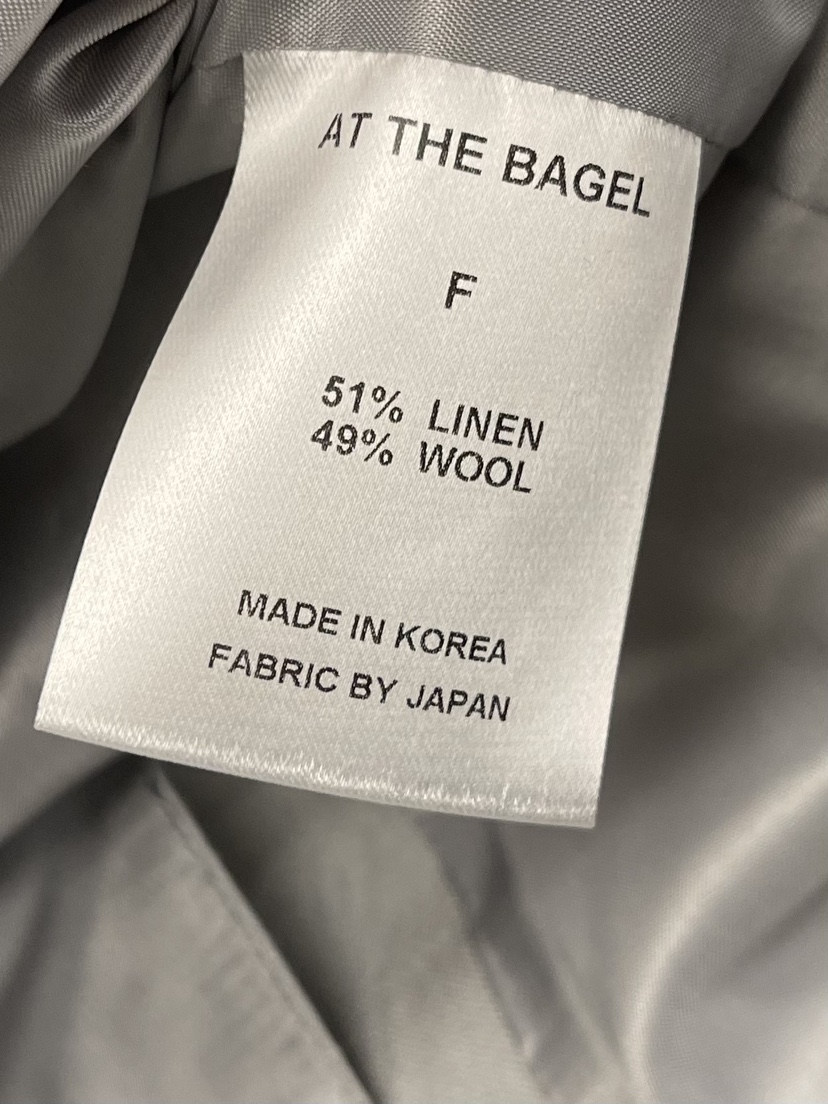 AT THE BAGEL
F
51% LINEN
49% WOOL
MADE IN KOREA
FABRIC BY JAPAN